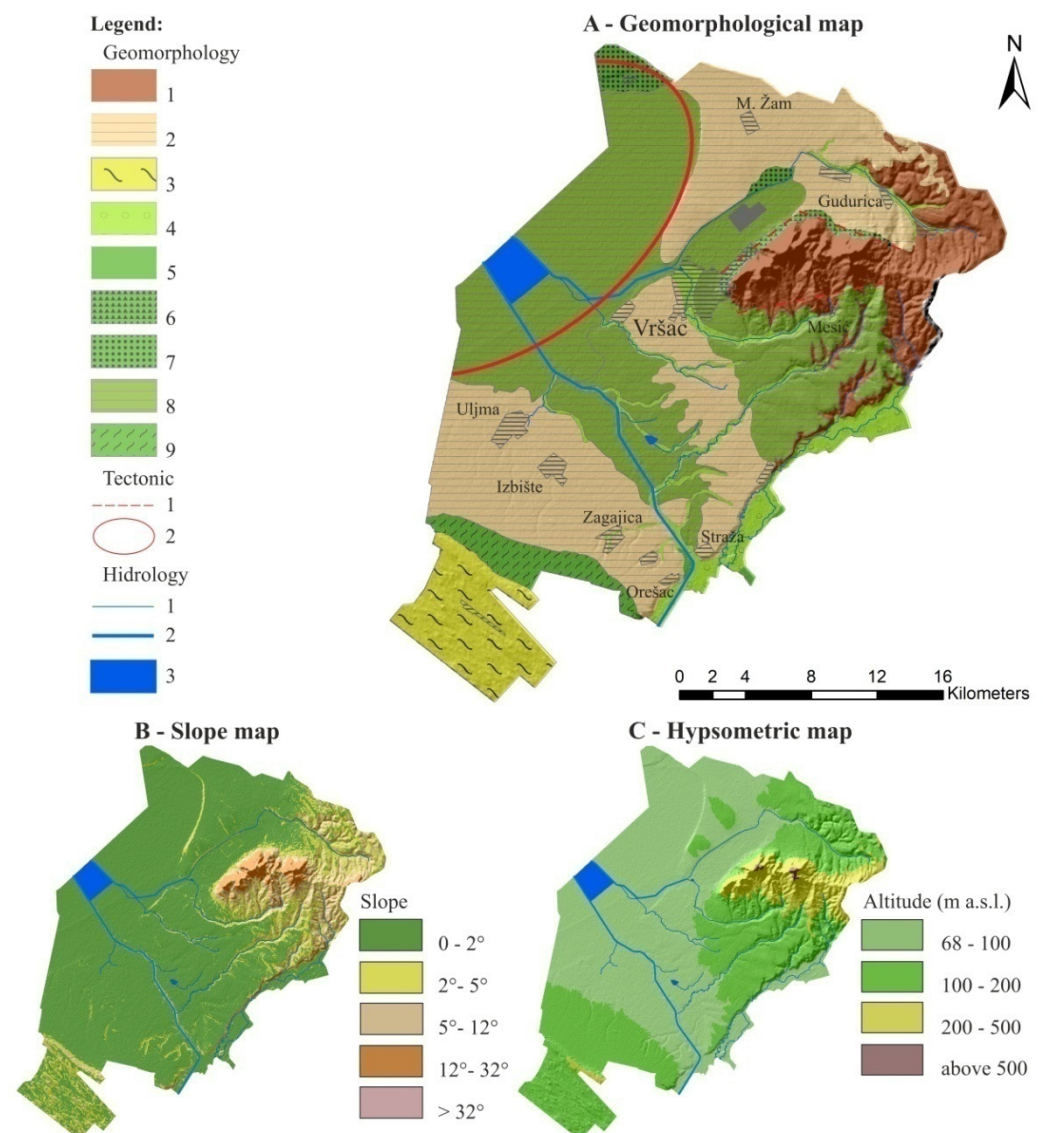 Legend:
Geomorphology
1
2
3
4
5
6
7
8
9
Tectonic
1
2
Hidrology
1
2
3
A - Geomorphological map
N
M. Žam
Gudurica
Vršac
Mesić
Uljma
Izbište
Zagajica
Straža
Orešac
0 2 4 8 12 16
Kilometers
B - Slope map
Slope
0 - 2°
2°- 5°
5°- 12°
12°- 32°
> 32°
C - Hypsometric map
Altitude (m a.s.l.)
68 - 100
100 - 200
200 - 500
above 500